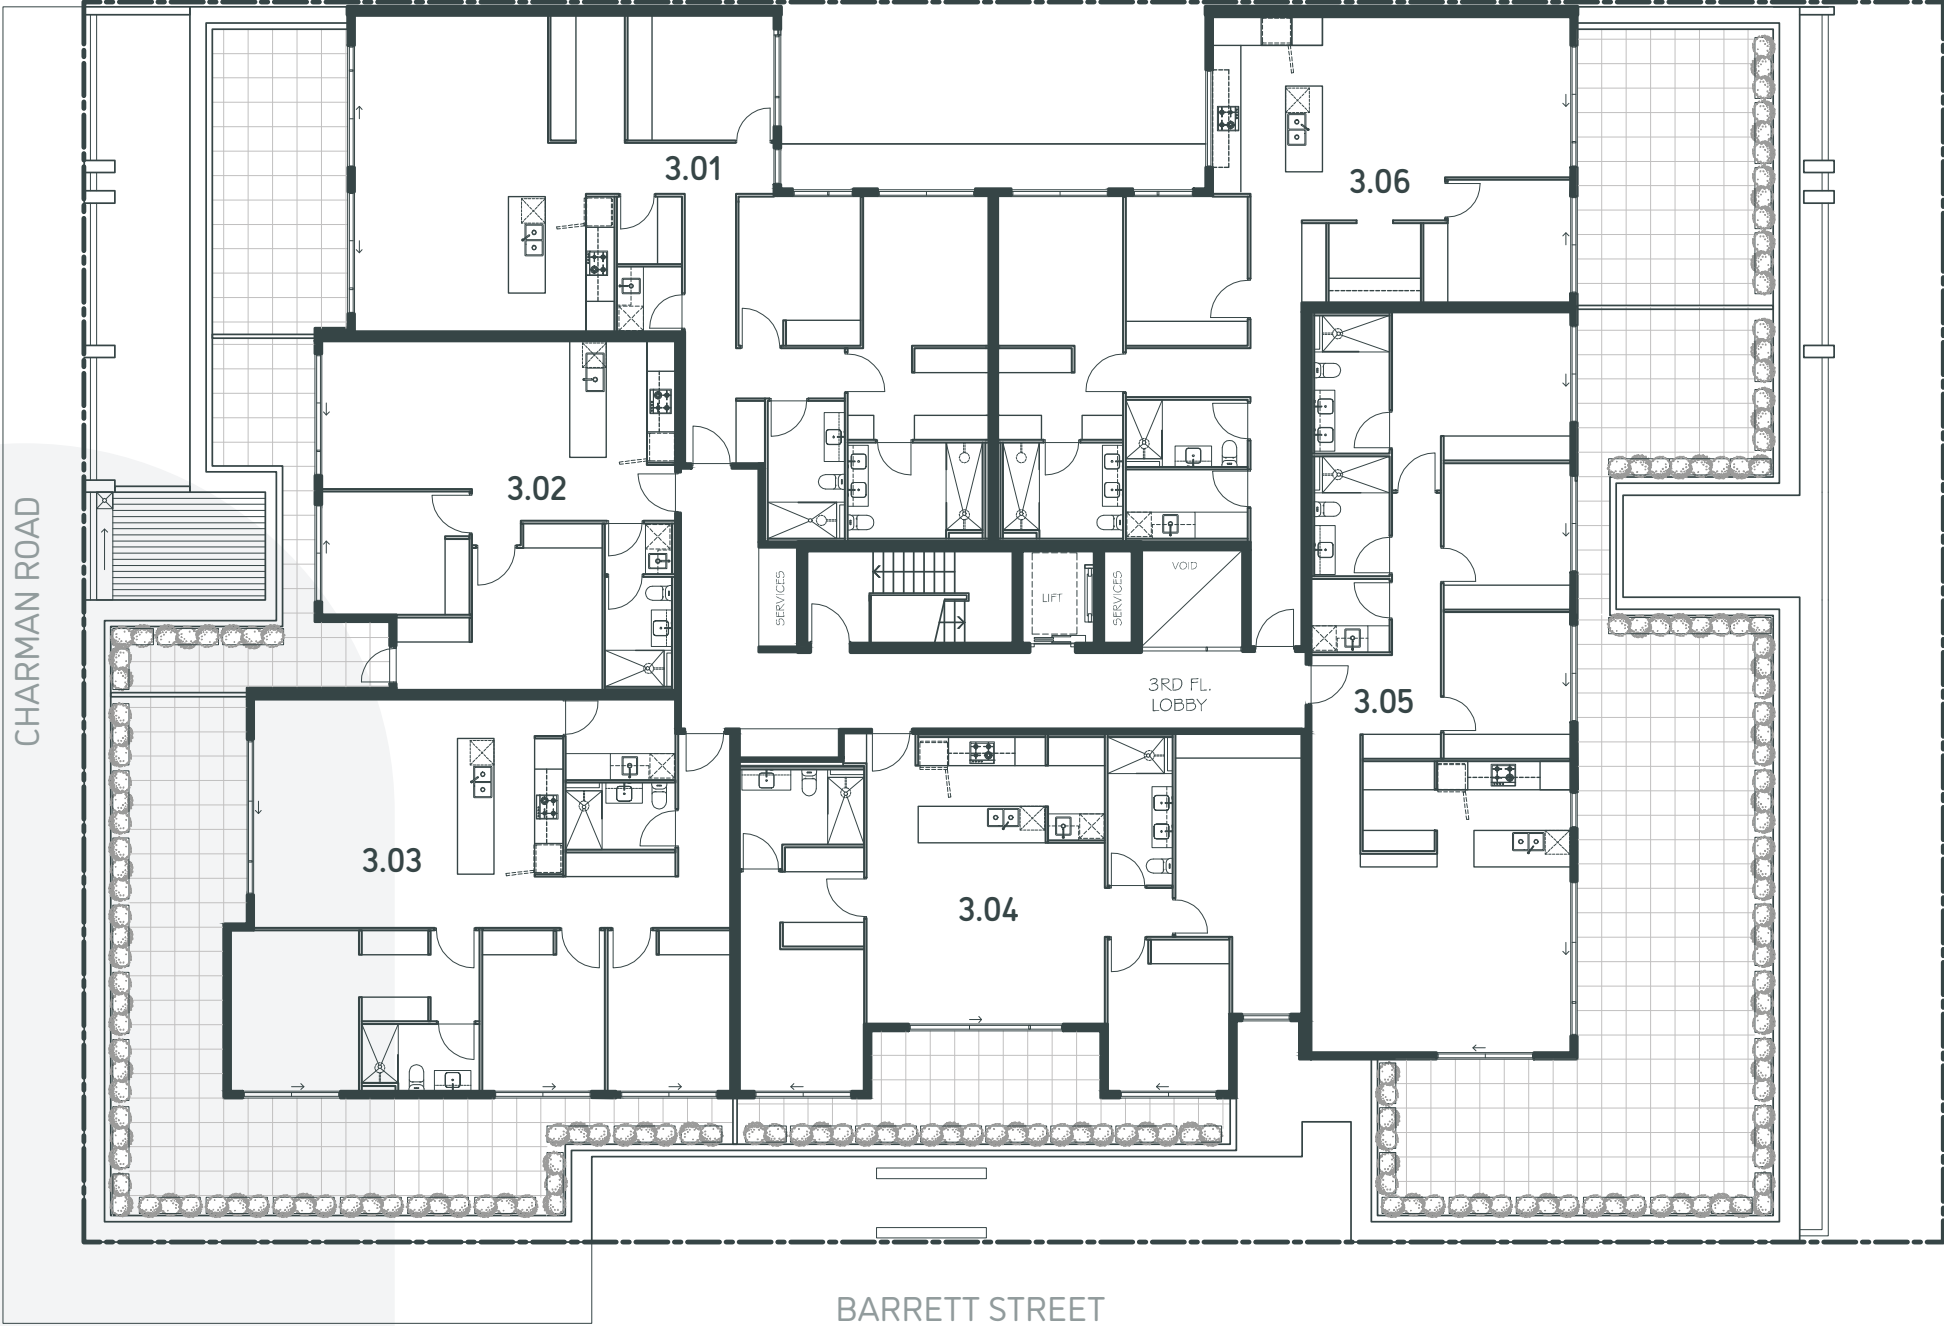 3.01
3.06
3.02
CHARMAN ROAD
SERVICES
LIFT
SERVICES
VOID
3RD FL.
LOBBY
3.05
3.03
3.04
BARRETT STREET